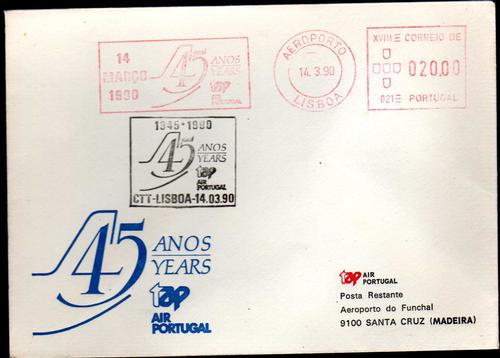 14
MARÇO
1990
45 ANOS
YEARS
tap
AIR
PORTUGAL
AEROPORTO
14. 3. 90
LISBOA
XVIII E CORREIO DE
020,00
021 E PORTUGAL
1945-1990
45 ANOS
YEARS
tap
AIR
PORTUGAL
CTT-LISBOA-14.03.90
45 ANOS
YEARS
tap
AIR
PORTUGAL
tap AIR
PORTUGAL
Posta Restante
Aeroporto do Funchal
9100 SANTA CRUZ (MADEIRA)